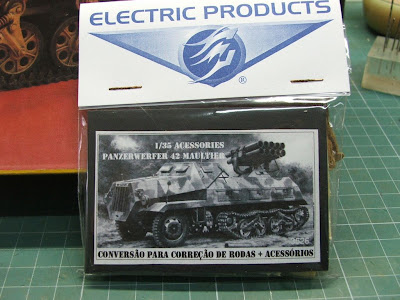 ELECTRIC PRODUCTS
®
1/35 ACESSORIES
PANZERWERFER 42 MAULTIER
CONVERSÃO PARA CORREÇÃO DE RODAS + ACESSÓRIOS